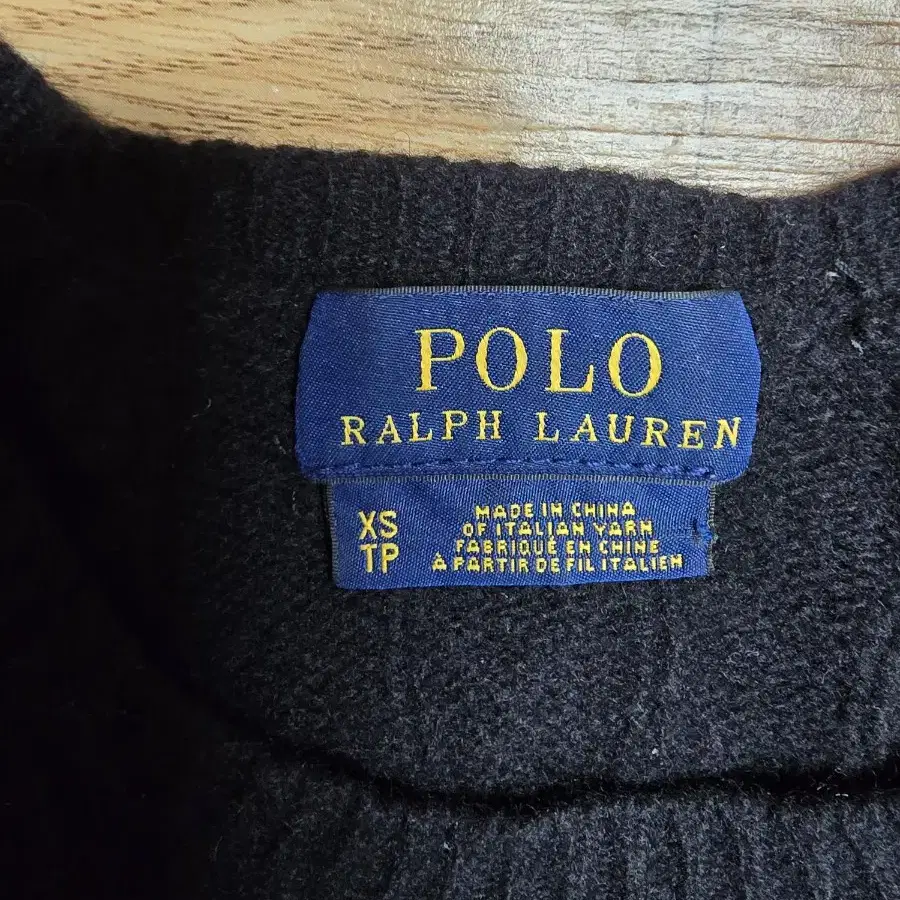 POLO
RALPH LAUREN
XS
TP
MADE IN CHINA
OF ITALIAN YARN
FABRIQUÉ EN CHINE
A PARTIR DE FIL ITALIEN